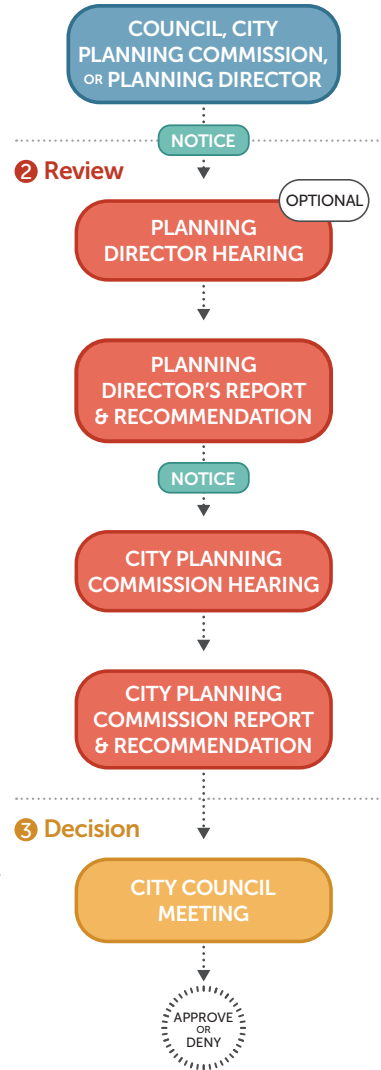 COUNCIL, CITY
PLANNING COMMISSION,
OR PLANNING DIRECTOR
NOTICE
2 Review
OPTIONAL
PLANNING
DIRECTOR HEARING
PLANNING
DIRECTOR'S REPORT
& RECOMMENDATION
NOTICE
CITY PLANNING
COMMISSION HEARING
CITY PLANNING
COMMISSION REPORT
& RECOMMENDATION
3 Decision
CITY COUNCIL
MEETING
APPROVE
OR
DENY